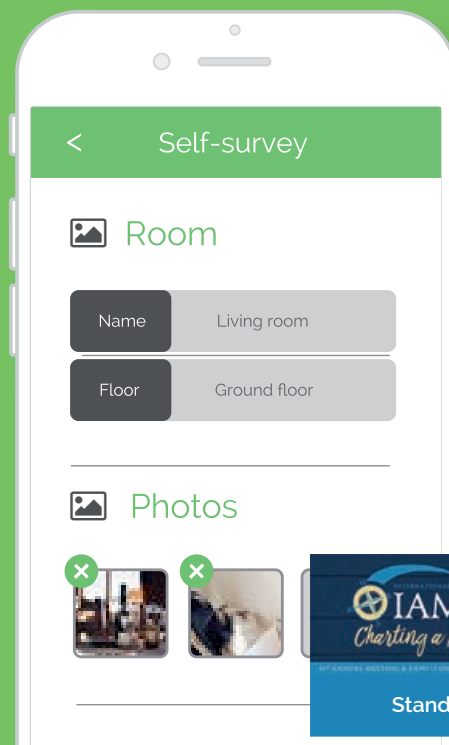 < Self-survey
Room
Name Living room
Floor Ground floor
Photos
IAM
Charting a
Stand